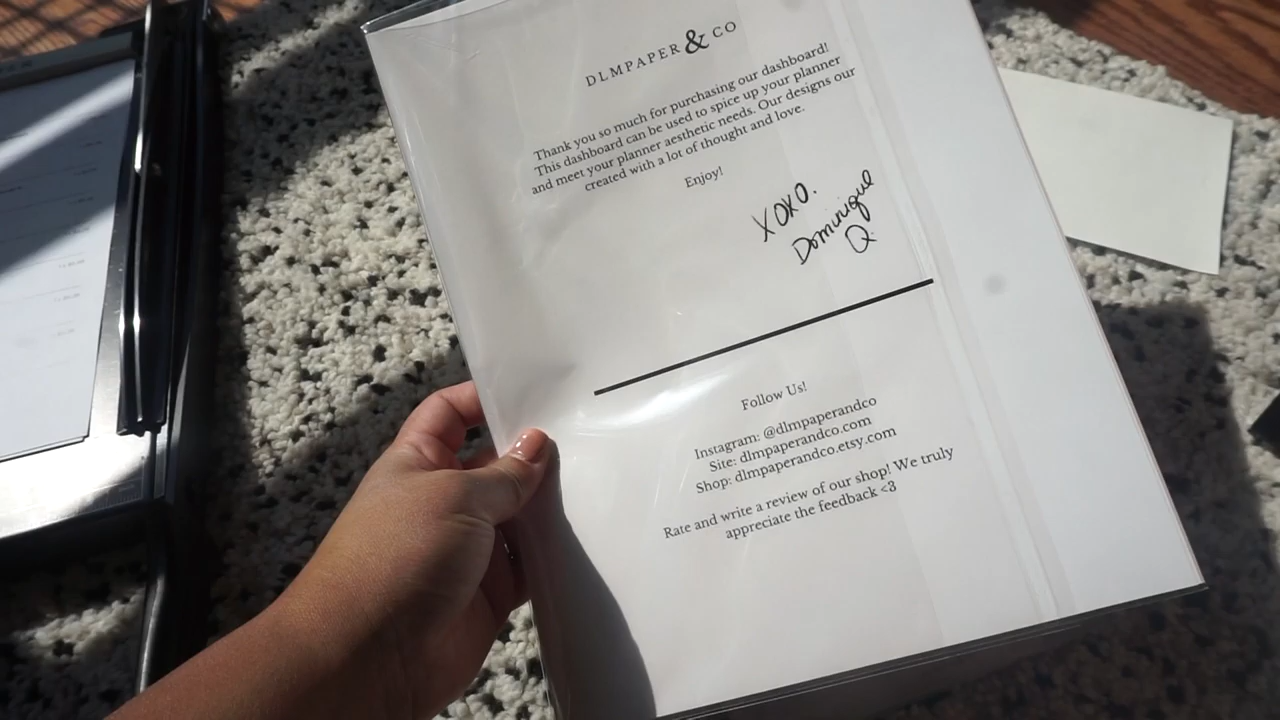 DLMPAPER & CO
Thank you so much for purchasing our dashboard!
This dashboard can be used to spice up your planner
and meet your planner aesthetic needs. Our designs our
created with a lot of thought and love.
Enjoy!
XOXO.
Dominique
Q.
Follow Us!
Instagram: @dlmpaperandco
Site: dlmpaperandco.com
Shop: dlmpaperandco.etsy.com
Rate and write a review of our shop! We truly
appreciate the feedback <3